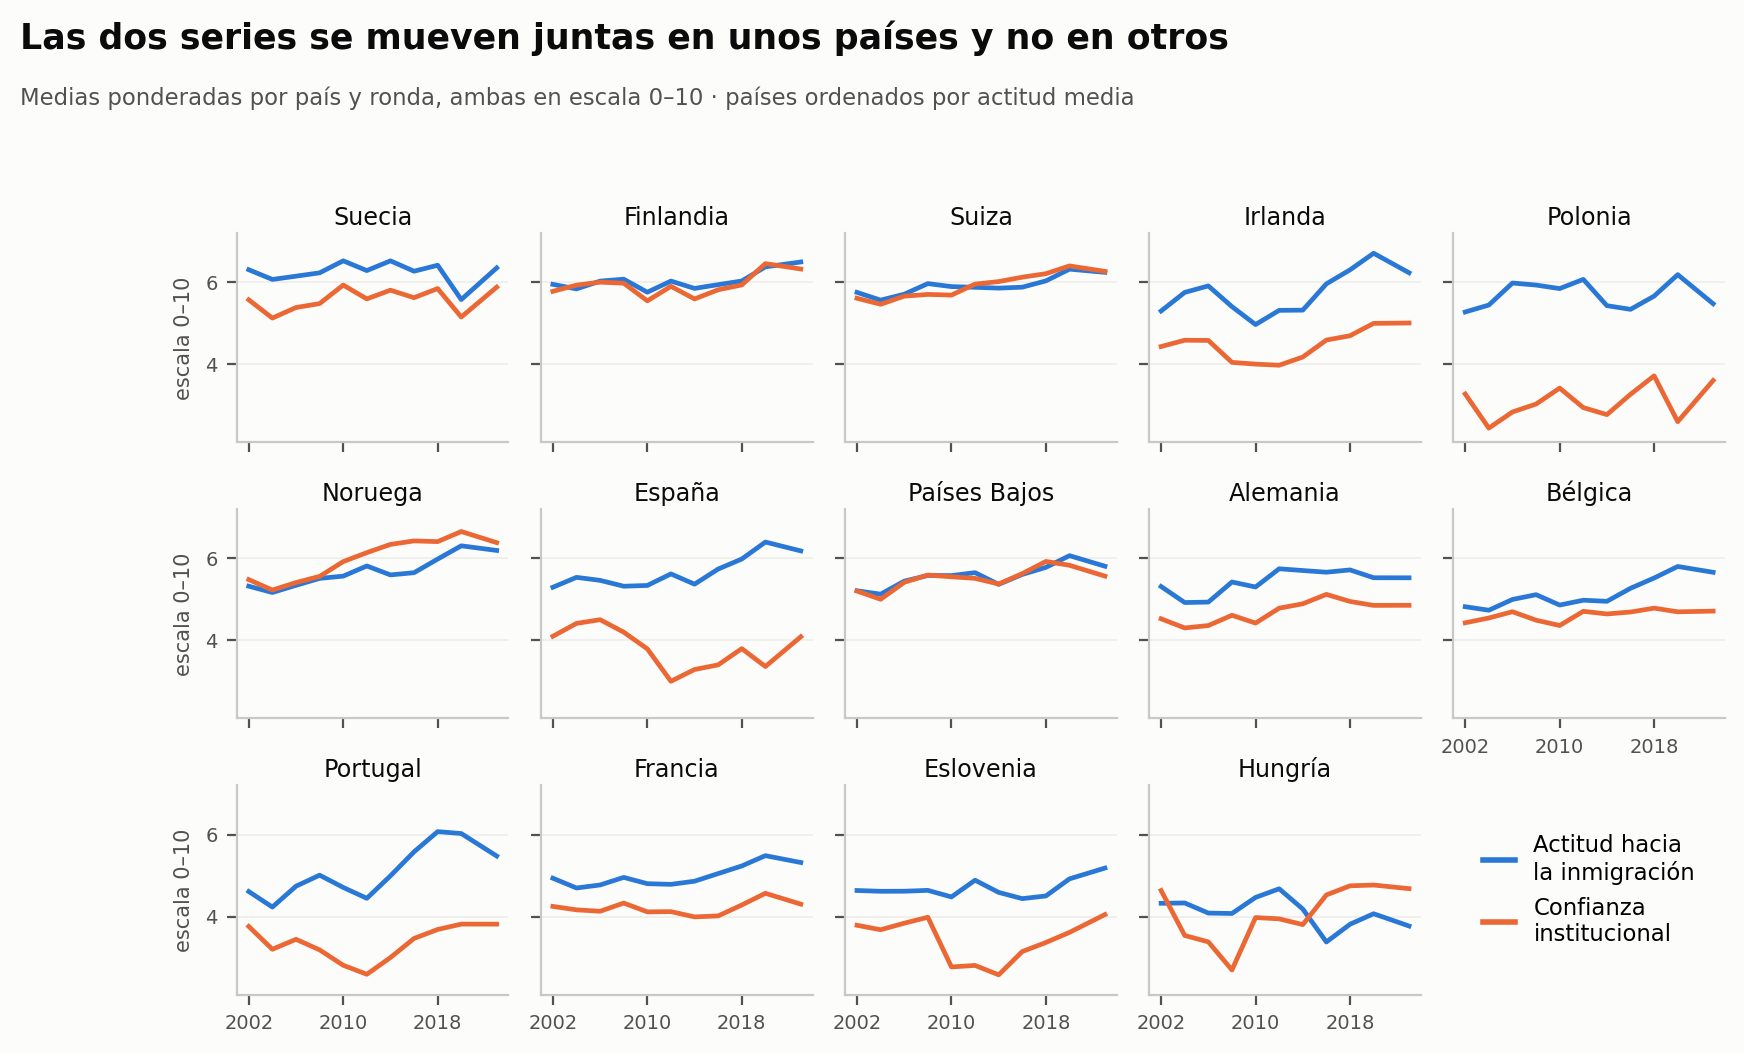 Las dos series se mueven juntas en unos países y no en otros
Medias ponderadas por país y ronda, ambas en escala 0–10 · países ordenados por actitud media
Suecia
Finlandia
Suiza
Irlanda
Polonia
escala 0–10
6
4
Noruega
España
Países Bajos
Alemania
Bélgica
escala 0–10
6
4
2002 2010 2018
Portugal
Francia
Eslovenia
Hungría
escala 0–10
6
4
2002 2010 2018
2002 2010 2018
2002 2010 2018
2002 2010 2018
Actitud hacia
la inmigración
Confianza
institucional